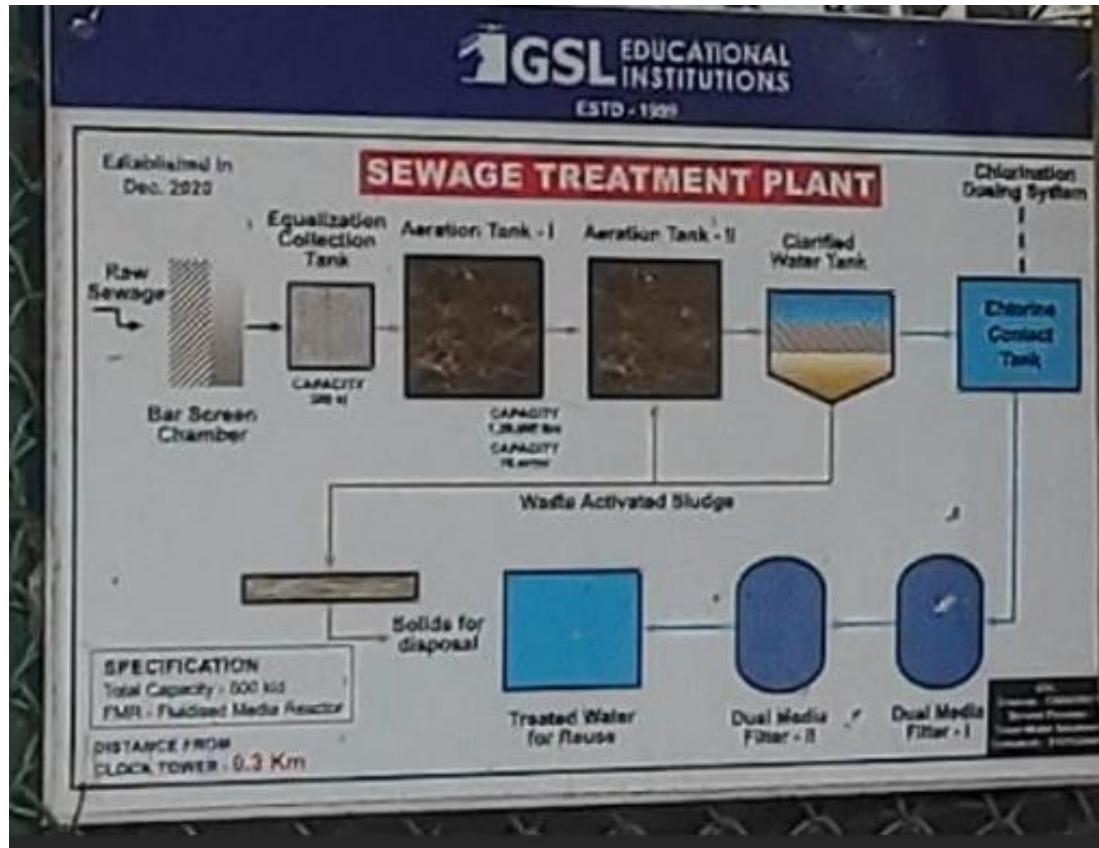 GSL EDUCATIONAL
INSTITUTIONS
ESTD - 1999
Established in
Dec. 2020
SEWAGE TREATMENT PLANT
Chlorination
Dosing System
Raw
Sewage
Equalization
Collection
Tank
Aeration Tank - I
Aeration Tank - II
Clarified
Water Tank
Chlorine
Contact
Tank
Bar Screen
Chamber
CAPACITY
CAPACITY
CAPACITY
Waste Activated Sludge
Solids for
disposal
Treated Water
for Reuse
Dual Media
Filter - II
Dual Media
Filter - I
SPECIFICATION
Total Capacity - kld
FMR - Fluidised Media Reactor
DISTANCE FROM
CLOCK TOWER - 0.3 Km